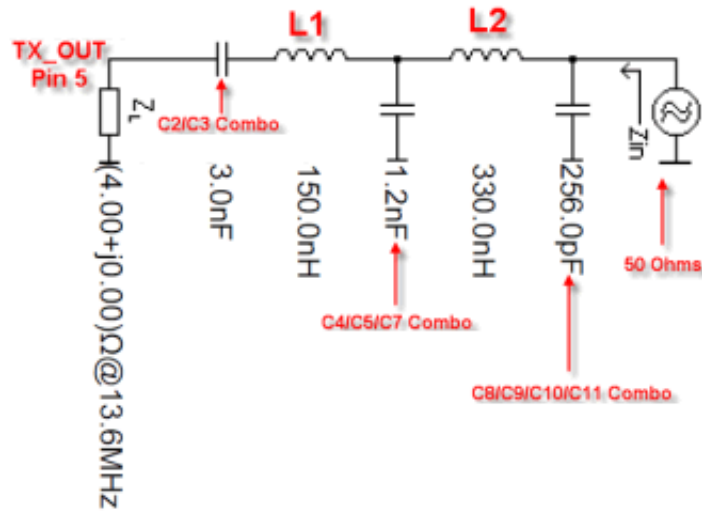 L1
L2
TX_OUT
Pin 5
ZL
C2/C3 Combo
Zin
(4.00+j0.00)Ω@13.6MHz
3.0nF
150.0nH
1.2nF
330.0nH
256.0pF
50 Ohms
C4/C5/C7 Combo
C8/C9/C10/C11 Combo